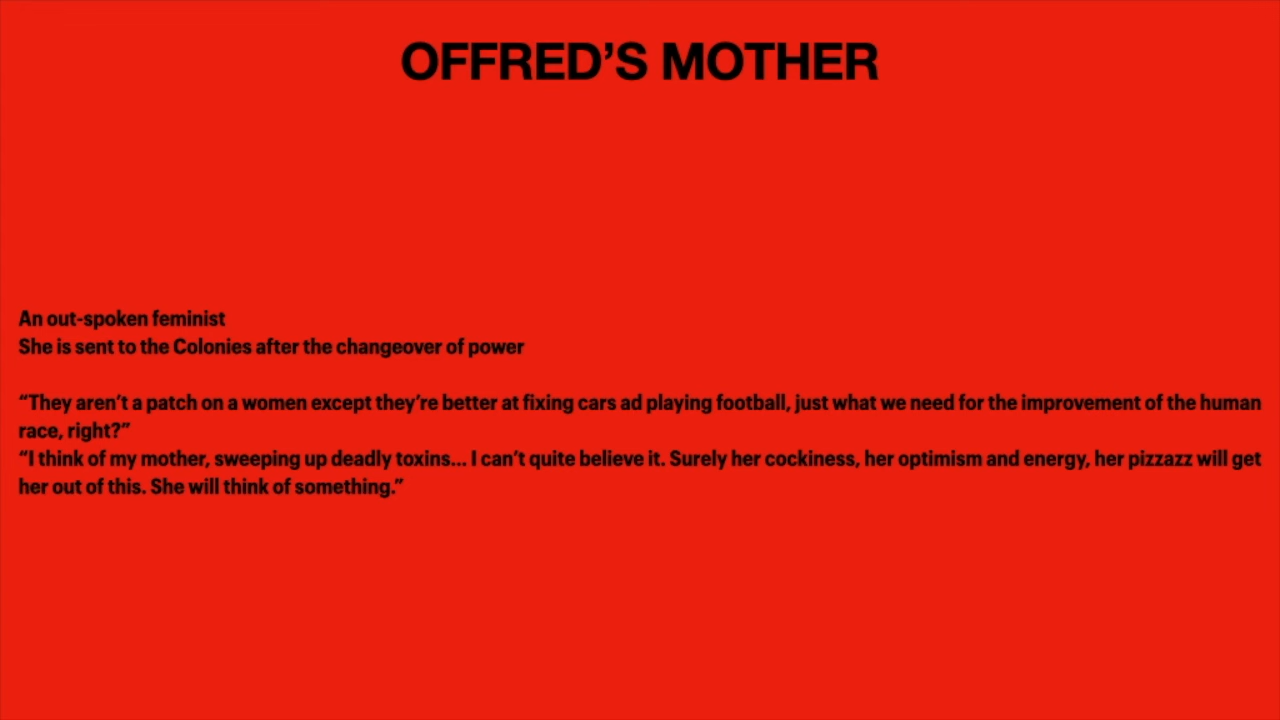 OFFRED’S MOTHER
An out-spoken feminist
She is sent to the Colonies after the changeover of power
“They aren’t a patch on a women except they’re better at fixing cars ad playing football, just what we need for the improvement of the human
race, right?”
“I think of my mother, sweeping up deadly toxins... I can’t quite believe it. Surely her cockiness, her optimism and energy, her pizzazz will get
her out of this. She will think of something.”